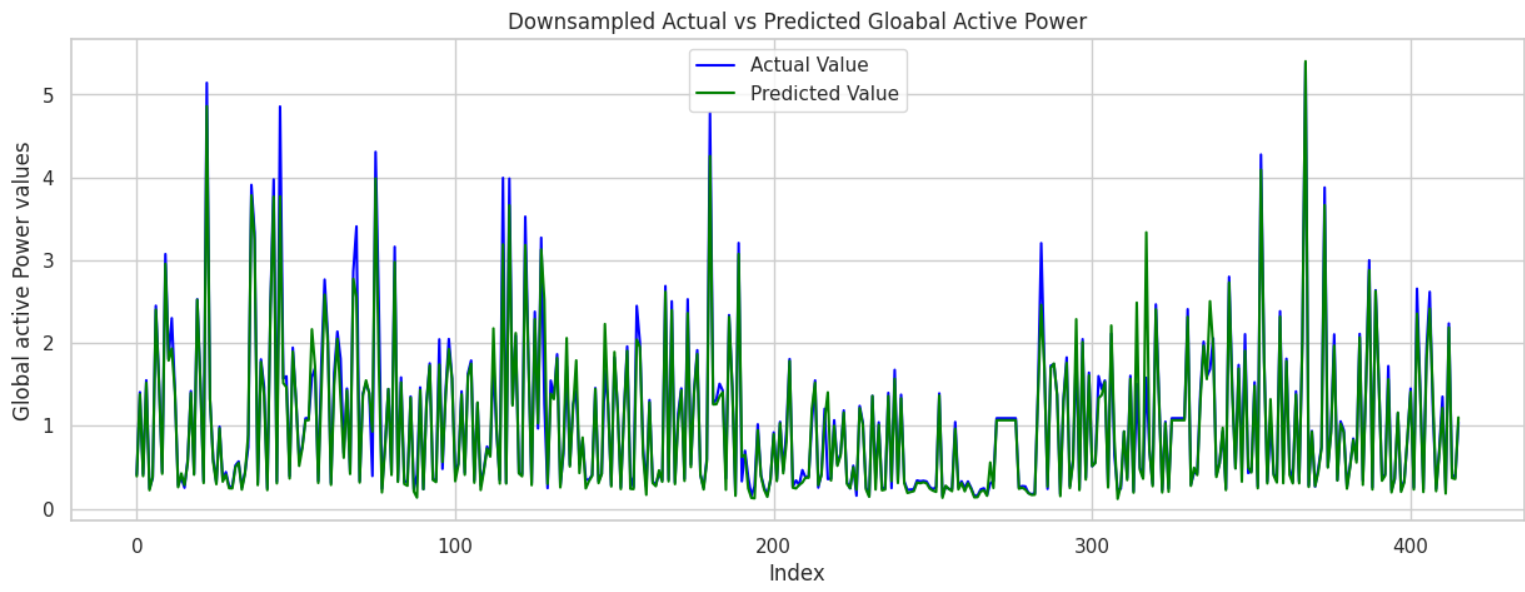 Downsampled Actual vs Predicted Gloabal Active Power
Actual Value
Predicted Value
Global active Power values
5
4
3
2
1
0
0 100 200 300 400
Index